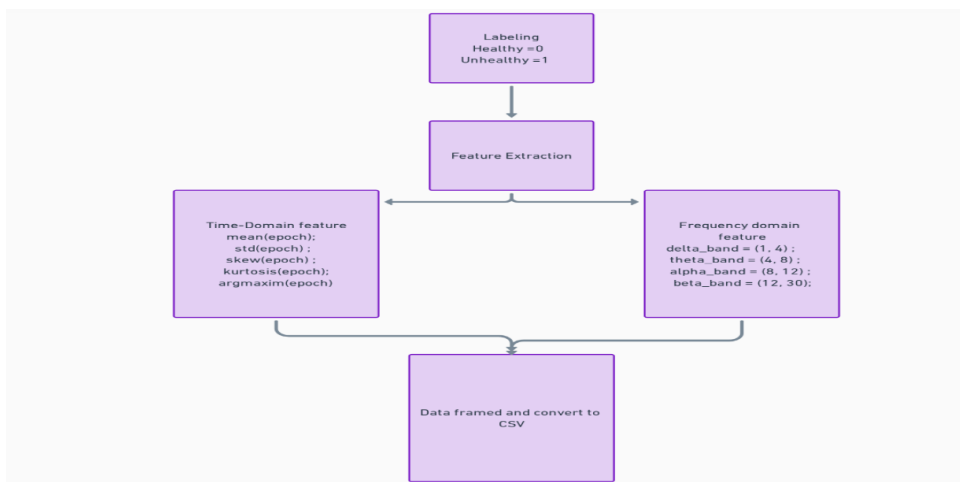 Labeling
Healthy =0
Unhealthy =1
Feature Extraction
Time-Domain feature
mean(epoch);
std(epoch) ;
skew(epoch) ;
kurtosis(epoch);
argmaxim(epoch)
Frequency domain
feature
delta_band = (1, 4) ;
theta_band = (4, 8) ;
alpha_band = (8, 12) ;
beta_band = (12, 30);
Data framed and convert to
CSV